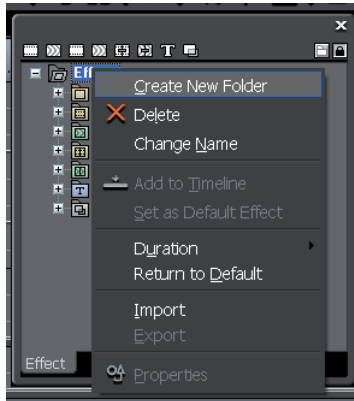 Eff
Create New Folder
Delete
Change Name
Add to Timeline
Set as Default Effect
Duration
Return to Default
Import
Export
Properties
Effect